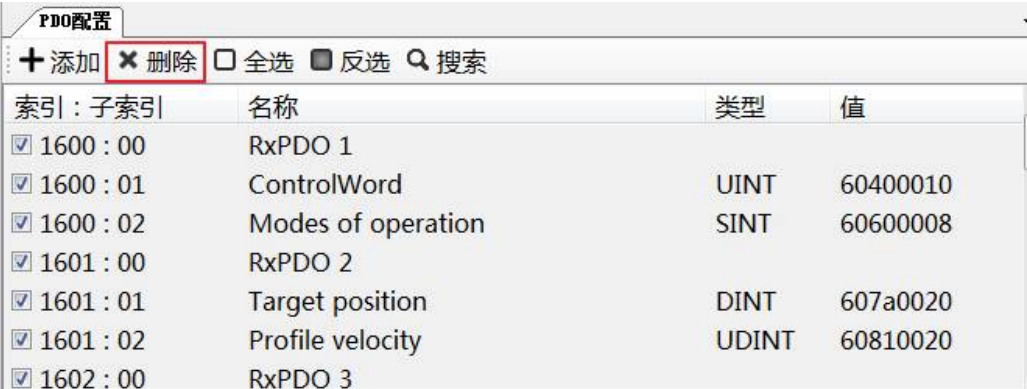 PDO配置
添加 删除 全选 反选 搜索
索引：子索引 名称 类型 值
1600 : 00 RxPDO 1
1600 : 01 ControlWord UINT 60400010
1600 : 02 Modes of operation SINT 60600008
1601 : 00 RxPDO 2
1601 : 01 Target position DINT 607a0020
1601 : 02 Profile velocity UDINT 60810020
1602 : 00 RxPDO 3